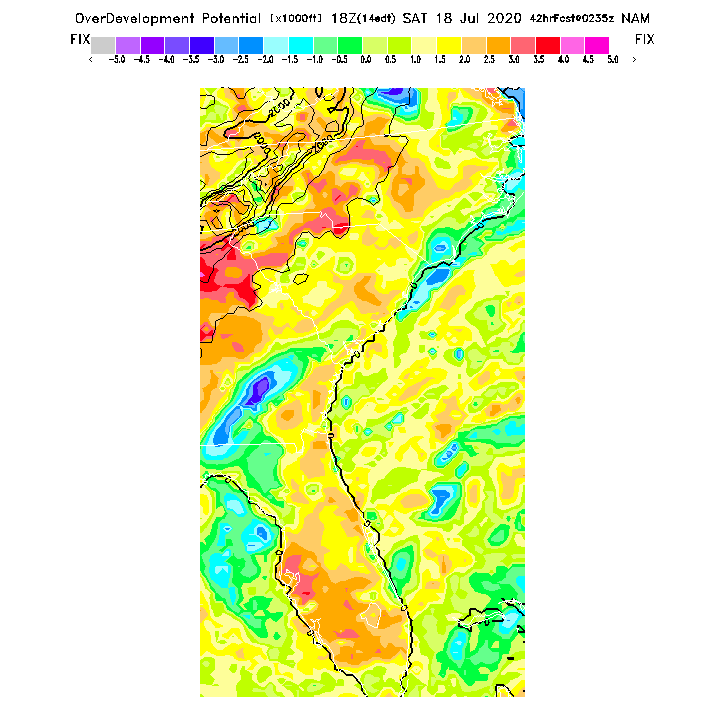 OverDevelopment Potential [x1000ft] 18Z(14edt) SAT 18 Jul 2020 42hrFcst@0235z NAM
FIX FIX
< -5.0 -4.5 -4.0 -3.5 -3.0 -2.5 -2.0 -1.5 -1.0 -0.5 0.0 0.5 1.0 1.5 2.0 2.5 3.0 3.5 4.0 4.5 5.0 >
2000
2000